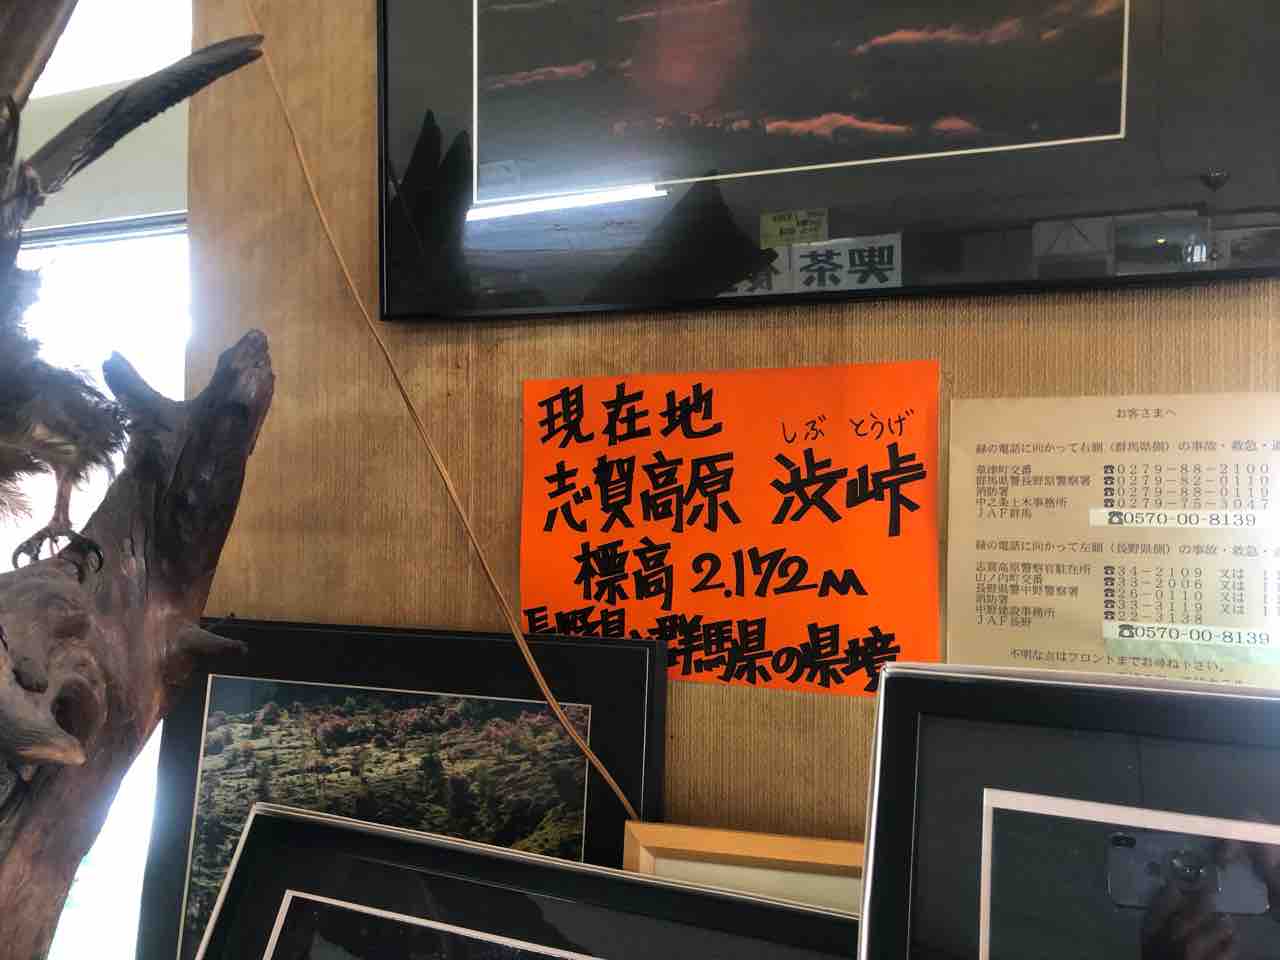 喫茶
現在地
しぶ とうげ
志賀高原 渋峠
標高 2.172M
長野県、群馬県の県境
お客さまへ
緑の電話に向かって右側（群馬県側）の事故・救急・
草津町交番 ☎0279-88-2100
群馬県警長野原警察署 ☎0279-82-0110
消防署 ☎0279-88-0119
中之条土木事務所 ☎0279-75-3047
JAF群馬 ☎0570-00-8139
緑の電話に向かって左側（長野県側）の事故・救急・
志賀高原警察官駐在所 ☎34-2109 又は
山ノ内町交番 ☎33-2006 又は
長野県警中野警察署 ☎26-0110 又は
消防署 ☎33-3119 又は
中野建設事務所 ☎22-3138
JAF長野 ☎0570-00-8139
不明な点はフロントまでお尋ね下さい。